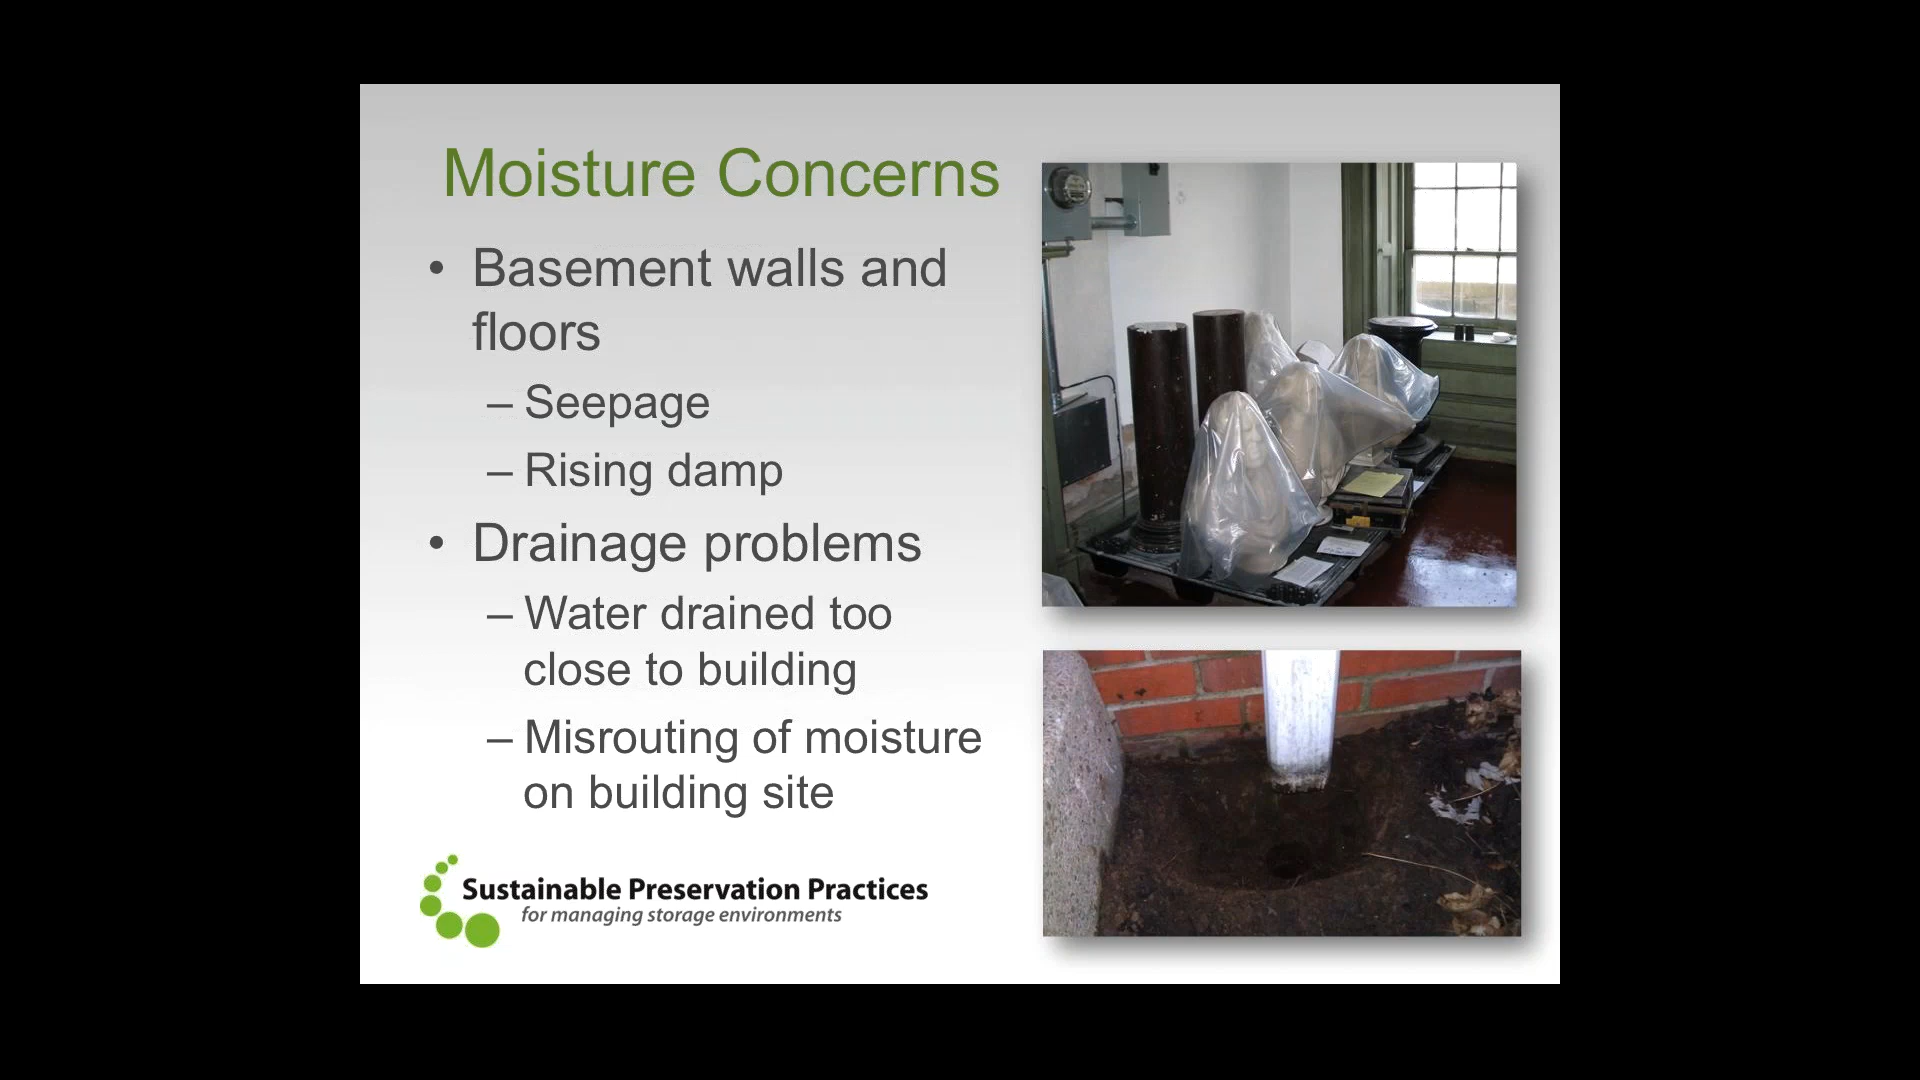 Moisture Concerns
• Basement walls and
floors
– Seepage
– Rising damp
• Drainage problems
– Water drained too
close to building
– Misrouting of moisture
on building site
Sustainable Preservation Practices
for managing storage environments